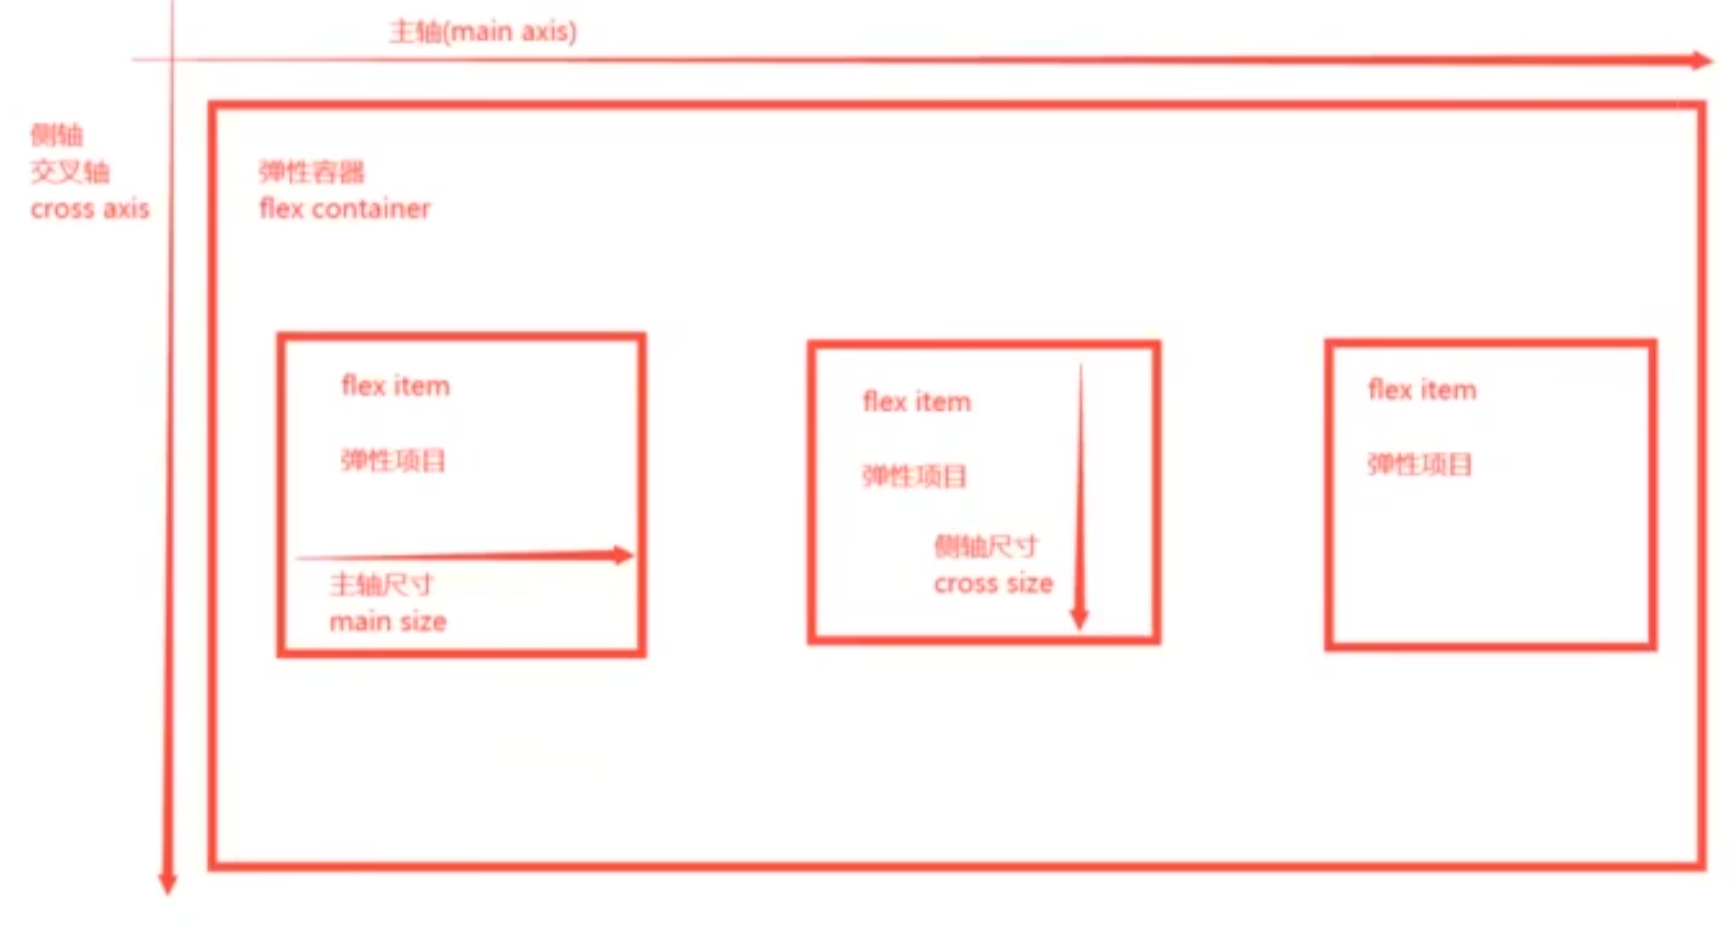 主轴(main axis)
侧轴
交叉轴
cross axis
弹性容器
flex container
flex item
弹性项目
主轴尺寸
main size
flex item
弹性项目
侧轴尺寸
cross size
flex item
弹性项目